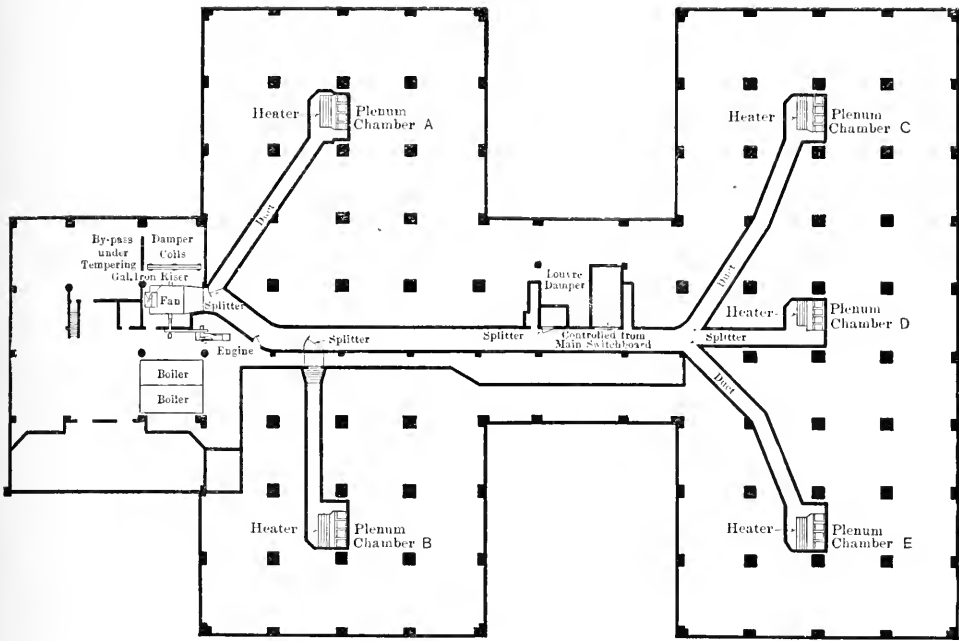 Heater
Plenum
Chamber A
Heater
Plenum
Chamber C
Duct
Duct
By-pass
under
Tempering
Damper
Coils
Gal. Iron Riser
Fan
Splitter
Louvre
Damper
Heater
Plenum
Chamber D
Engine
Splitter
Splitter
Controlled from
Main Switchboard
Splitter
Boiler
Boiler
Duct
Heater
Plenum
Chamber B
Heater
Plenum
Chamber E